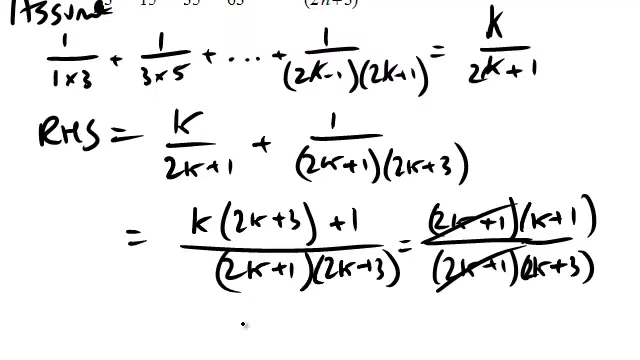 Assume
1/(1×3) + 1/(3×5) + ... + 1/((2k-1)(2k+1)) = k/(2k+1)
RHS = k/(2k+1) + 1/((2k+1)(2k+3))
= (k(2k+3)+1)/((2k+1)(2k+3)) = ((2k+1)(k+1))/((2k+1)(2k+3))